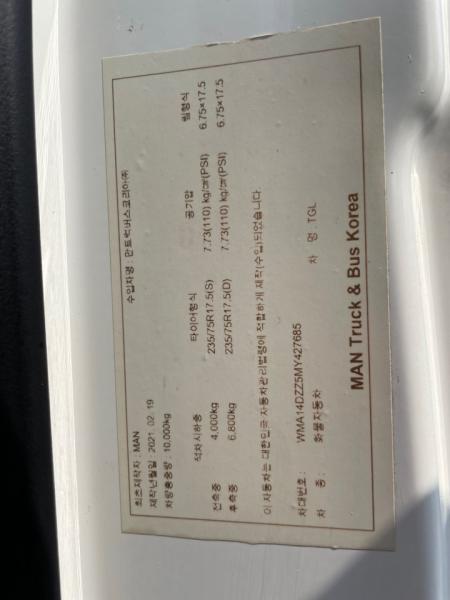 최초제작자 : MAN 수입자명 : 만트럭버스코리아㈜
제작년월일 : 2021. 02. 19
차량총중량 : 10,000kg
적차시하중 타이어형식 공기압 림형식
전축중 4,000kg 235/75R17.5(S) 7.73(110) kg/㎠(PSI) 6.75×17.5
후축중 6,800kg 235/75R17.5(D) 7.73(110) kg/㎠(PSI) 6.75×17.5
이 자동차는 대한민국 자동차관리법령에 적합하게 제작(수입)되었습니다.
차대번호 : WMA14DZZ5MY427685
차 종 : 화물자동차 차 명 : TGL
MAN Truck & Bus Korea